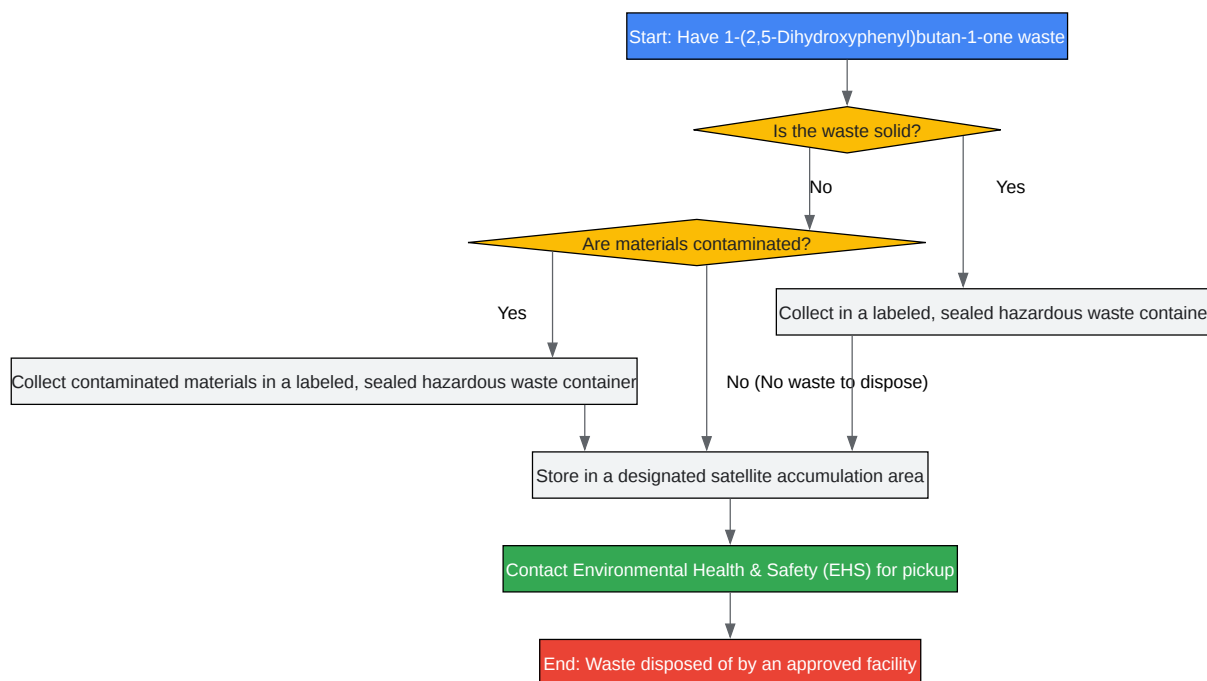 Start: Have 1-(2,5-Dihydroxyphenyl)butan-1-one waste
Is the waste solid?
No
Yes
Are materials contaminated?
Yes
Collect in a labeled, sealed hazardous waste containe
Collect contaminated materials in a labeled, sealed hazardous waste container
No (No waste to dispose)
Store in a designated satellite accumulation area
Contact Environmental Health & Safety (EHS) for pickup
End: Waste disposed of by an approved facility